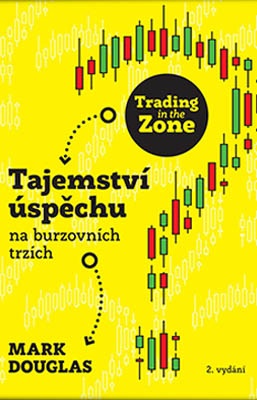 Trading
in the
Zone
Tajemství
úspěchu
na burzovních
trzích
MARK
DOUGLAS
2. vydání